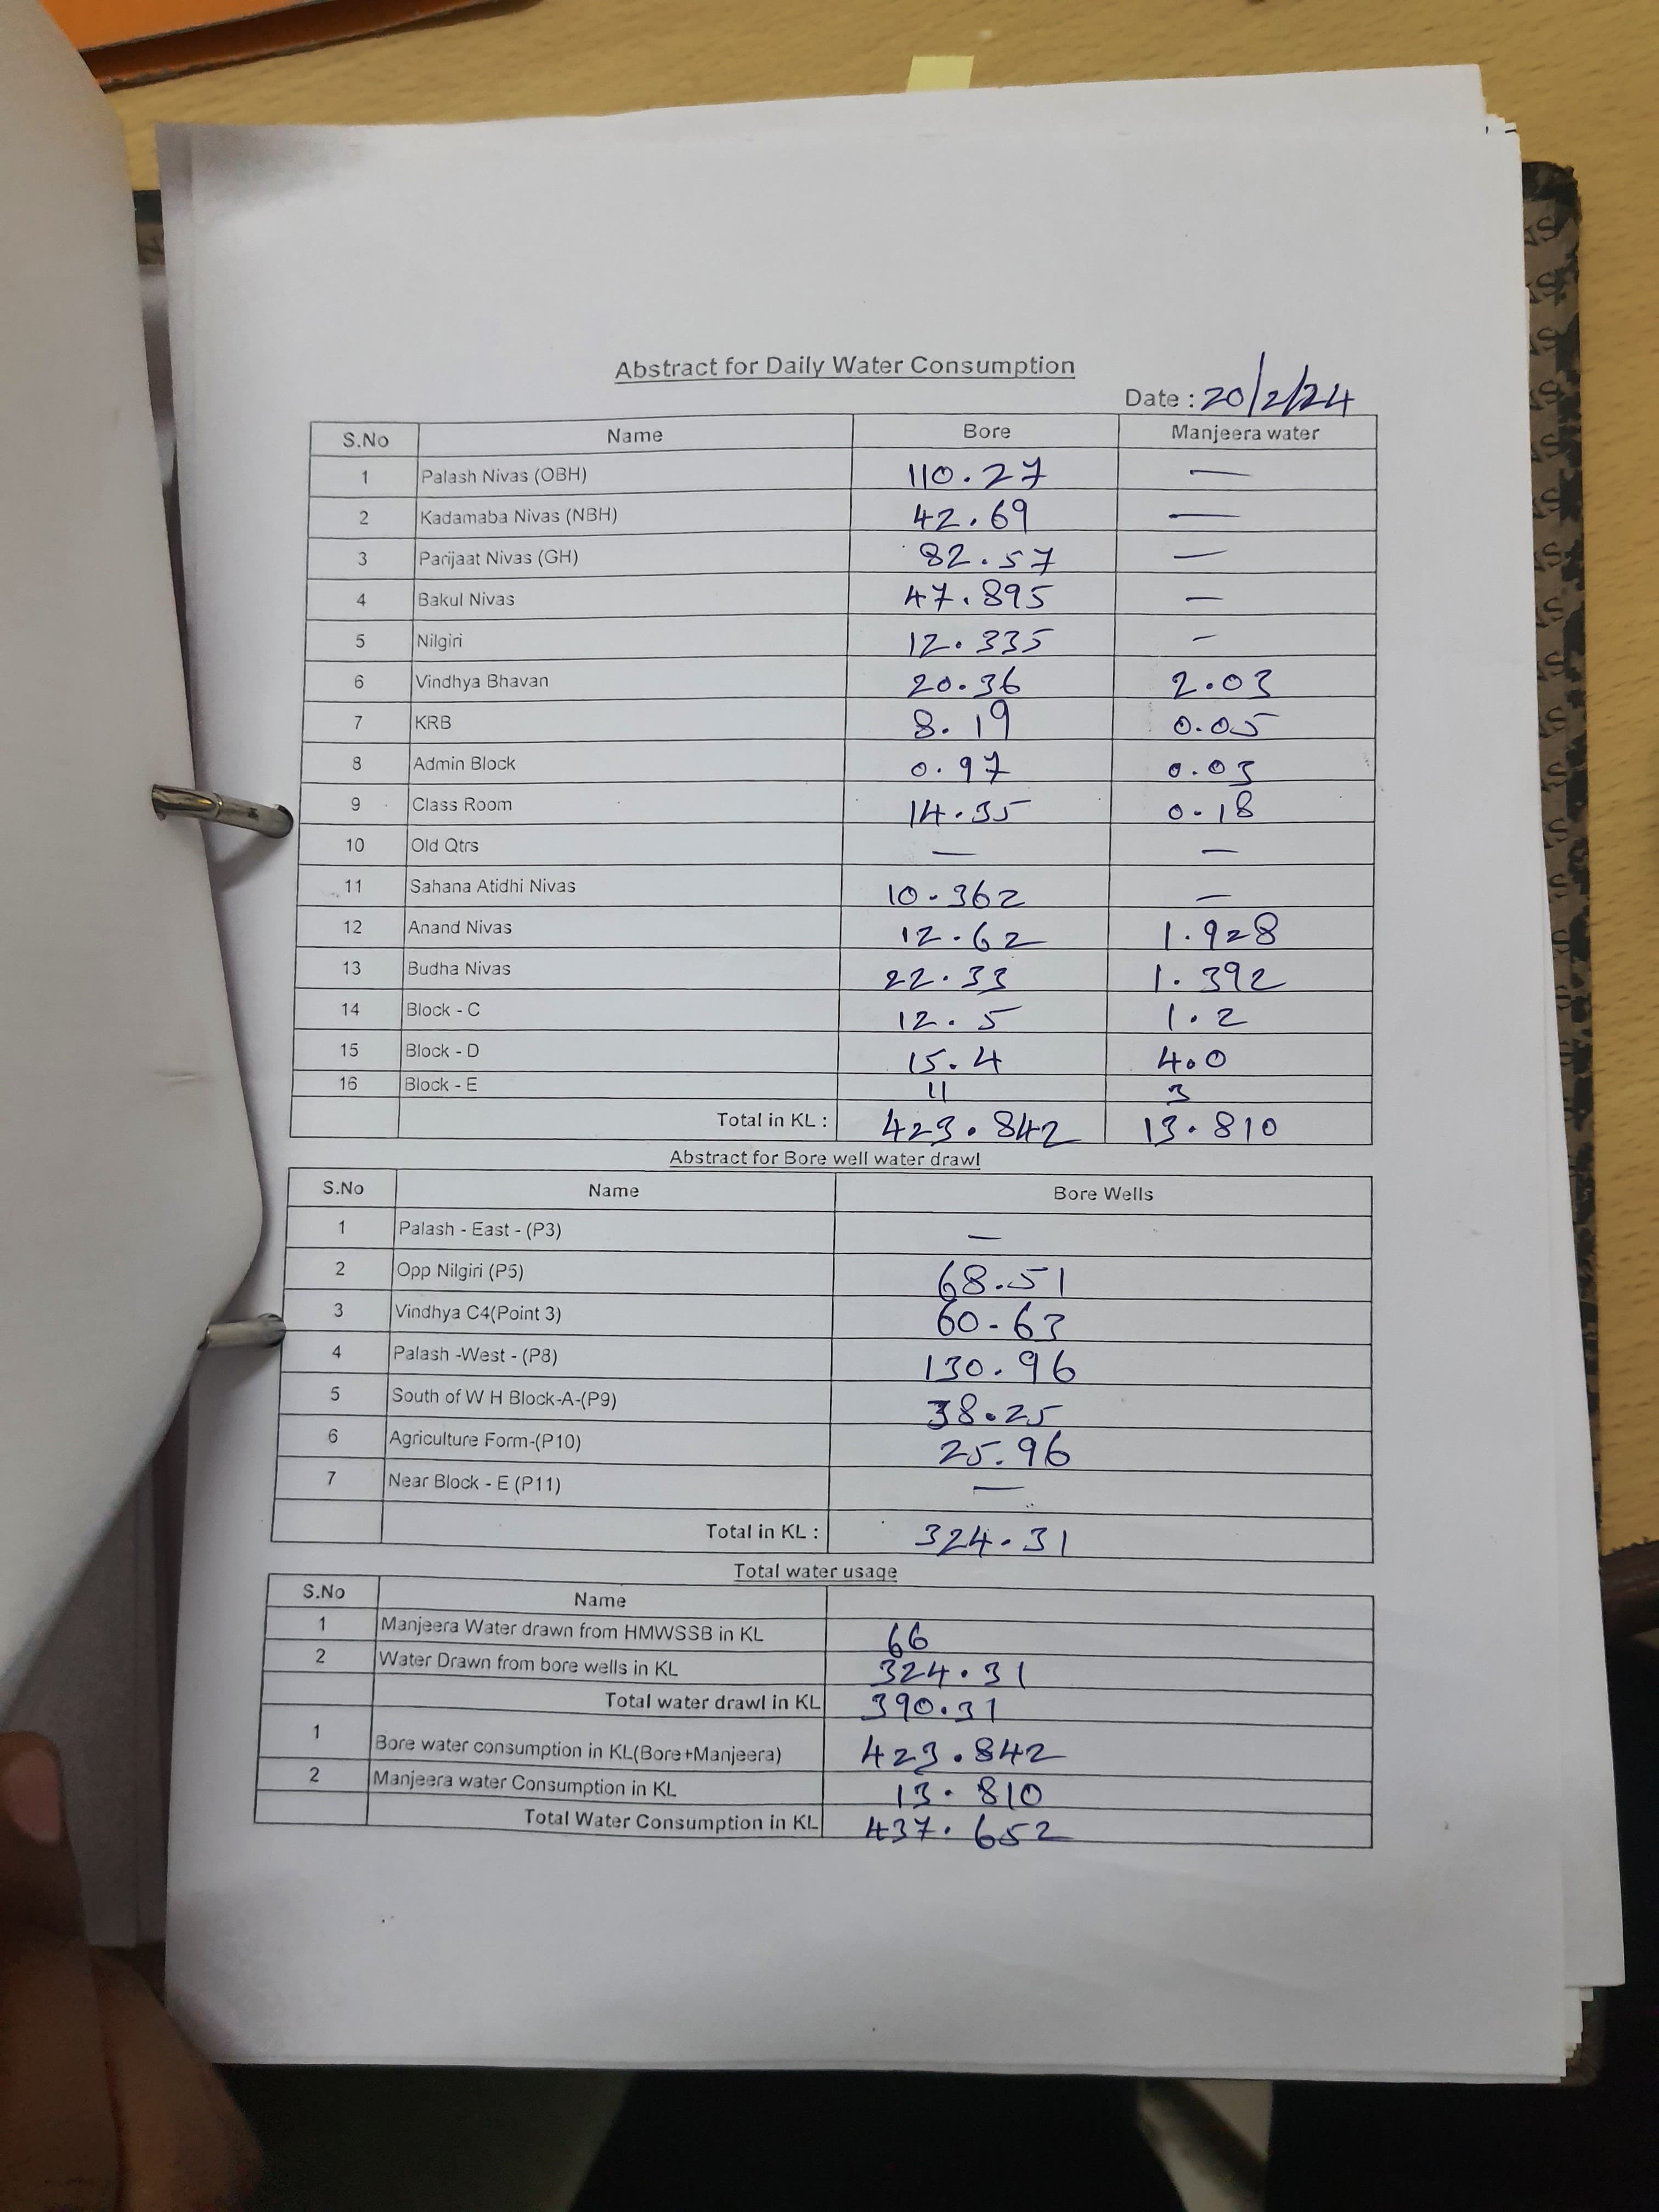 Abstract for Daily Water Consumption
Date : 20/2/24
S.No Name Bore Manjeera water
1 Palash Nivas (OBH) 110.27 —
2 Kadamaba Nivas (NBH) 42.69 —
3 Parijaat Nivas (GH) 82.57 —
4 Bakul Nivas 47.895 —
5 Nilgiri 12.335 —
6 Vindhya Bhavan 20.36 2.03
7 KRB 8.19 0.05
8 Admin Block 0.97 0.03
9 Class Room 14.35 0.18
10 Old Qtrs — —
11 Sahana Atidhi Nivas 10.362 —
12 Anand Nivas 12.62 1.928
13 Budha Nivas 22.33 1.392
14 Block - C 12.5 1.2
15 Block - D 15.4 4.0
16 Block - E 11 3
Total in KL : 423.842 13.810
Abstract for Bore well water drawl
S.No Name Bore Wells
1 Palash - East - (P3) —
2 Opp Nilgiri (P5) 68.51
3 Vindhya C4(Point 3) 60.63
4 Palash -West - (P8) 130.96
5 South of W H Block-A-(P9) 38.25
6 Agriculture Form-(P10) 25.96
7 Near Block - E (P11) —
Total in KL : 324.31
Total water usage
S.No Name
1 Manjeera Water drawn from HMWSSB in KL 66
2 Water Drawn from bore wells in KL 324.31
Total water drawl in KL 390.31
1 Bore water consumption in KL(Bore+Manjeera) 423.842
2 Manjeera water Consumption in KL 13.810
Total Water Consumption in KL 437.652